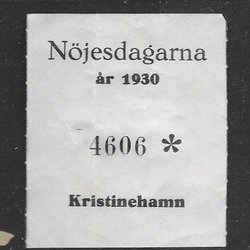 Nöjesdagarna
år 1930
4606 *
Kristinehamn